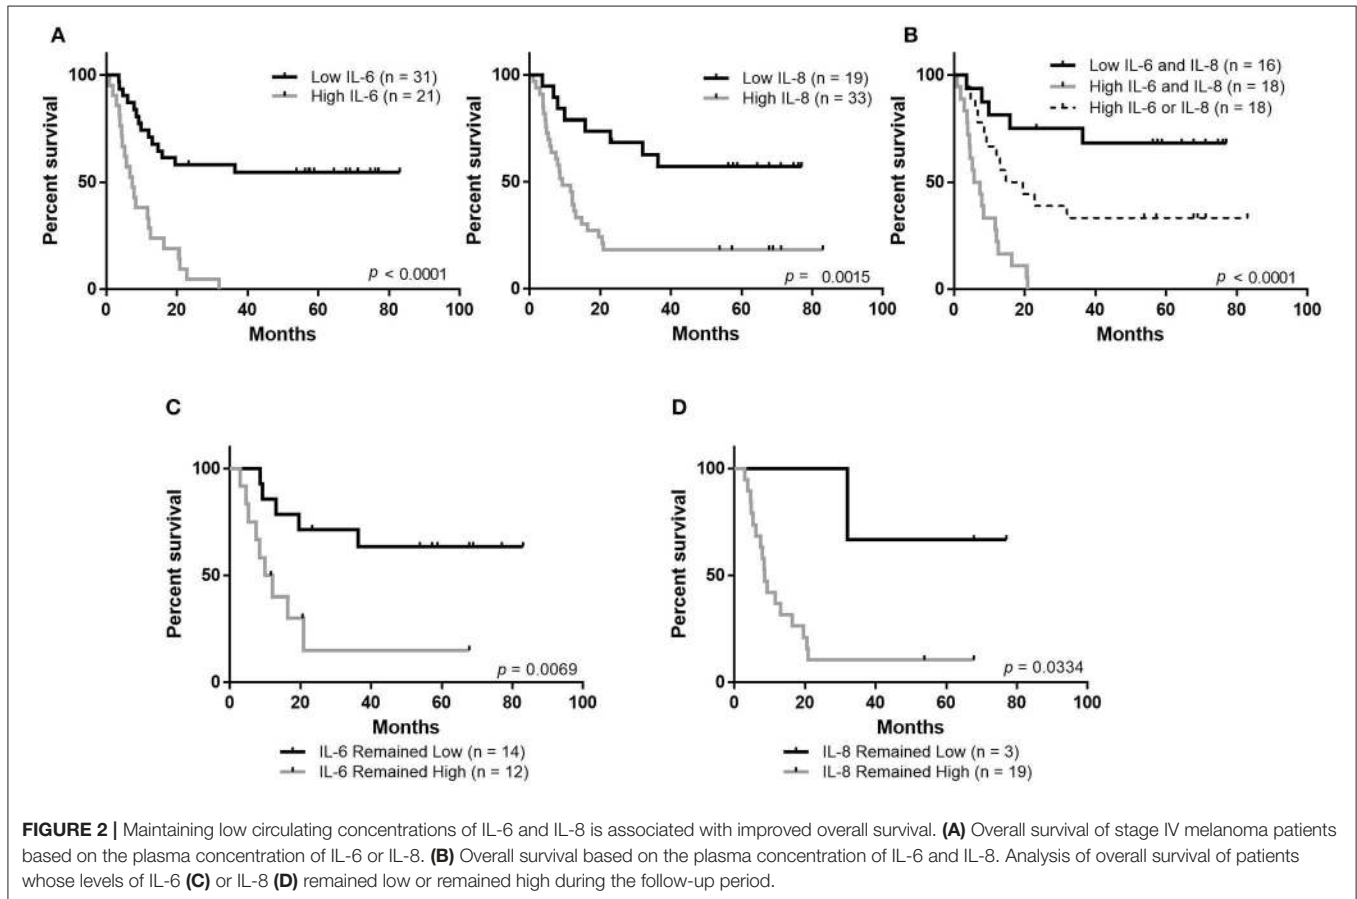 A
100
50
0
Percent survival
0 20 40 60 80 100
Months
Low IL-6 (n = 31)
High IL-6 (n = 21)
p < 0.0001
100
50
0
Percent survival
0 20 40 60 80 100
Months
Low IL-8 (n = 19)
High IL-8 (n = 33)
p = 0.0015
B
100
50
0
Percent survival
0 20 40 60 80 100
Months
Low IL-6 and IL-8 (n = 16)
High IL-6 and IL-8 (n = 18)
High IL-6 or IL-8 (n = 18)
p < 0.0001
C
100
50
0
Percent survival
0 20 40 60 80 100
Months
p = 0.0069
IL-6 Remained Low (n = 14)
IL-6 Remained High (n = 12)
D
100
50
0
Percent survival
0 20 40 60 80 100
Months
p = 0.0334
IL-8 Remained Low (n = 3)
IL-8 Remained High (n = 19)
FIGURE 2 | Maintaining low circulating concentrations of IL-6 and IL-8 is associated with improved overall survival. (A) Overall survival of stage IV melanoma patients
based on the plasma concentration of IL-6 or IL-8. (B) Overall survival based on the plasma concentration of IL-6 and IL-8. Analysis of overall survival of patients
whose levels of IL-6 (C) or IL-8 (D) remained low or remained high during the follow-up period.